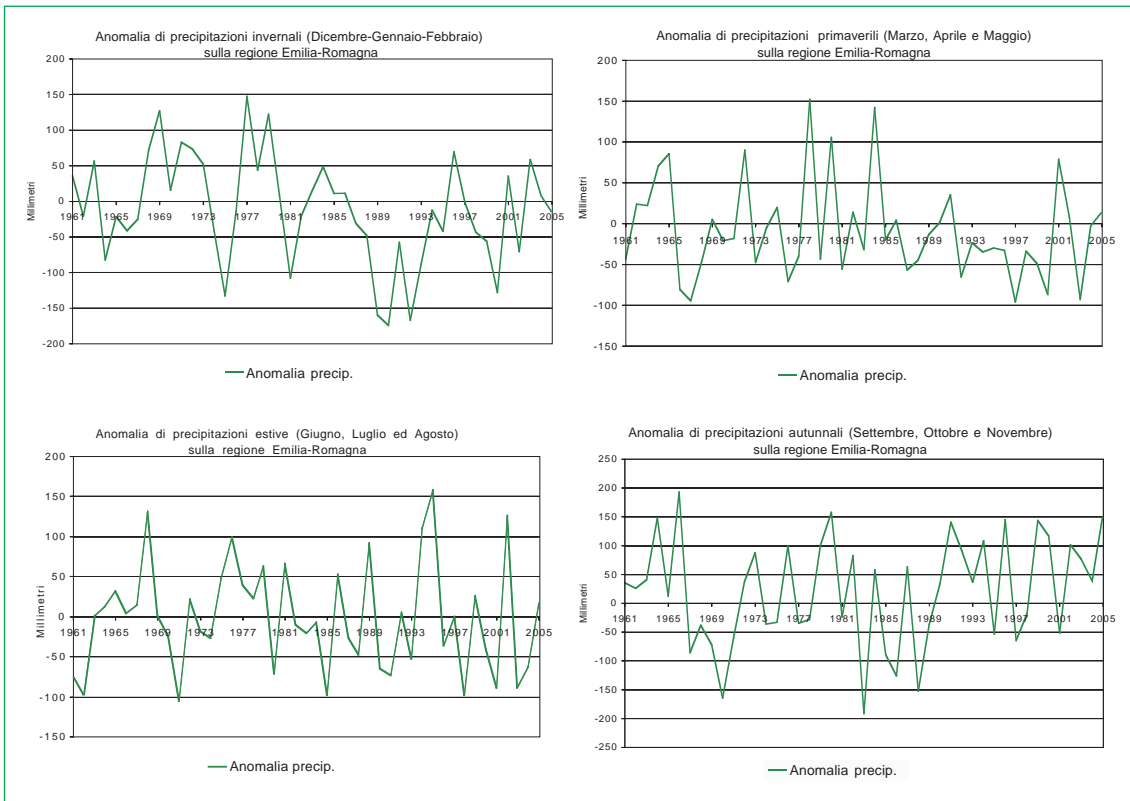 Anomalia di precipitazioni invernali (Dicembre-Gennaio-Febbraio)
sulla regione Emilia-Romagna
200
150
100
50
0
-50
-100
-150
-200
Millimetri
1961 1965 1969 1973 1977 1981 1985 1989 1993 1997 2001 2005
Anomalia precip.
Anomalia di precipitazioni primaverili (Marzo, Aprile e Maggio)
sulla regione Emilia-Romagna
200
150
100
50
0
-50
-100
-150
Millimetri
1961 1965 1969 1973 1977 1981 1985 1989 1993 1997 2001 2005
Anomalia precip.
Anomalia di precipitazioni estive (Giugno, Luglio ed Agosto)
sulla regione Emilia-Romagna
200
150
100
50
0
-50
-100
-150
Millimetri
1961 1965 1969 1973 1977 1981 1985 1989 1993 1997 2001 2005
Anomalia precip.
Anomalia di precipitazioni autunnali (Settembre, Ottobre e Novembre)
sulla regione Emilia-Romagna
250
200
150
100
50
0
-50
-100
-150
-200
-250
Millimetri
1961 1965 1969 1973 1977 1981 1985 1989 1993 1997 2001 2005
Anomalia precip.